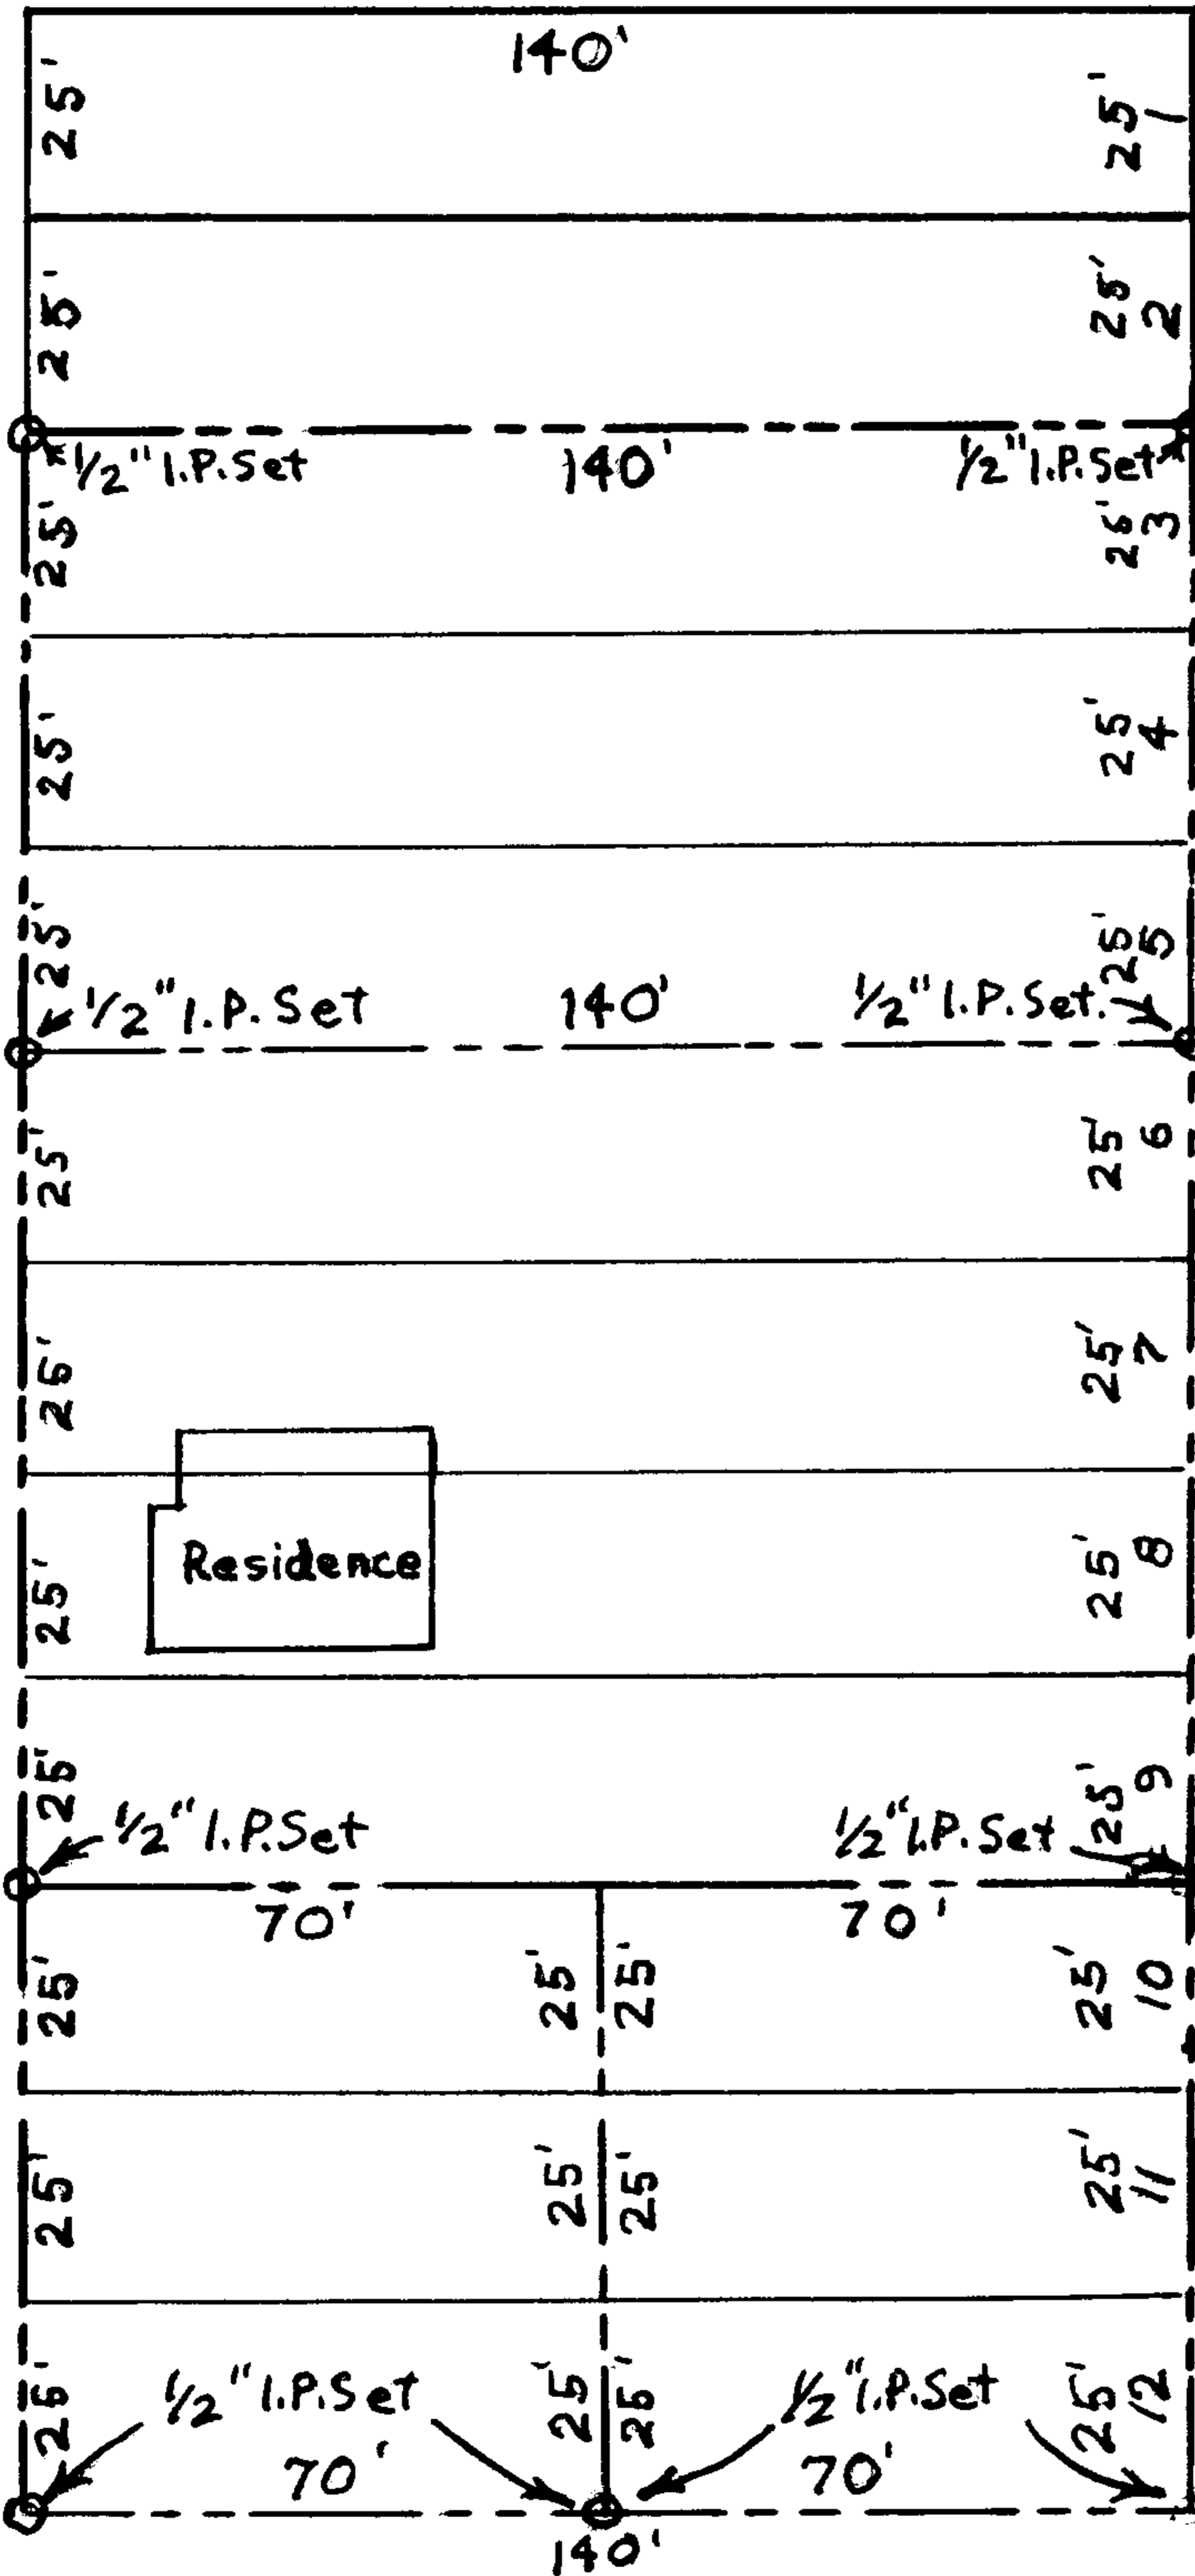 140'
25' 25' 1
25' 25' 2
1/2" I.P. Set 140' 1/2" I.P. Set
25' 25' 3
25' 25' 4
25' 25' 5
1/2" I.P. Set 140' 1/2" I.P. Set.
25' 25' 6
25' 25' 7
Residence
25' 25' 8
25' 25' 9
1/2" I.P. Set 1/2" I.P. Set
70' 70'
25' 25' 25' 25' 10
25' 25' 25' 25' 11
25' 25' 25' 25' 12
1/2" I.P. Set 1/2" I.P. Set
70' 70'
140'